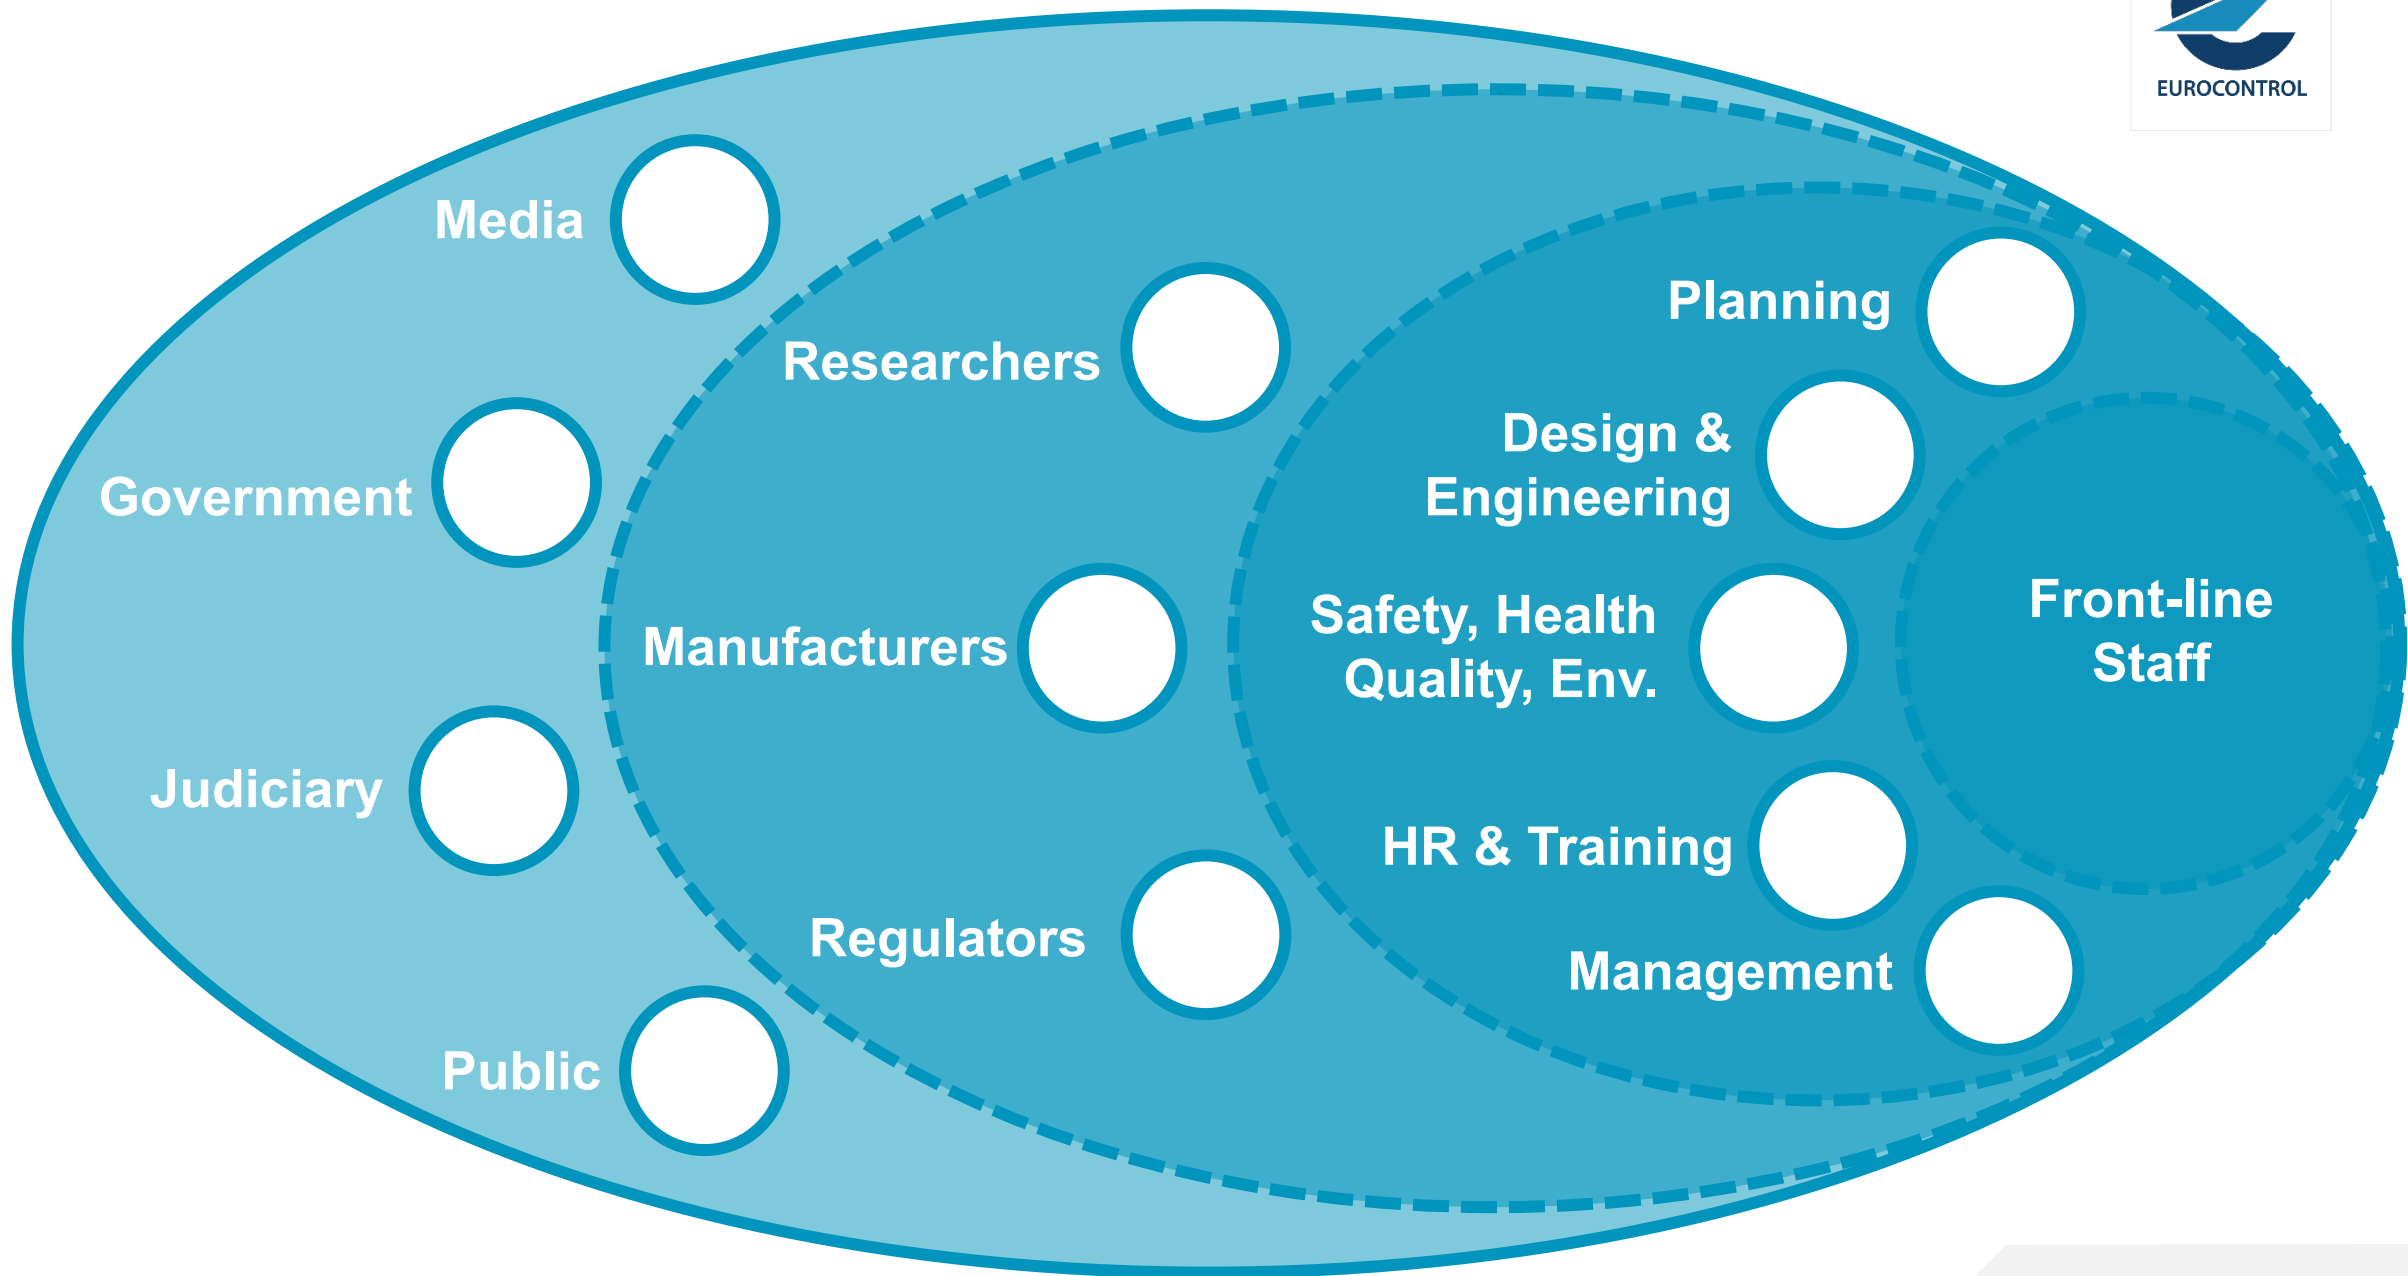 EUROCONTROL
Media
Government
Judiciary
Public
Researchers
Manufacturers
Regulators
Planning
Design &
Engineering
Safety, Health
Quality, Env.
HR & Training
Management
Front-line
Staff